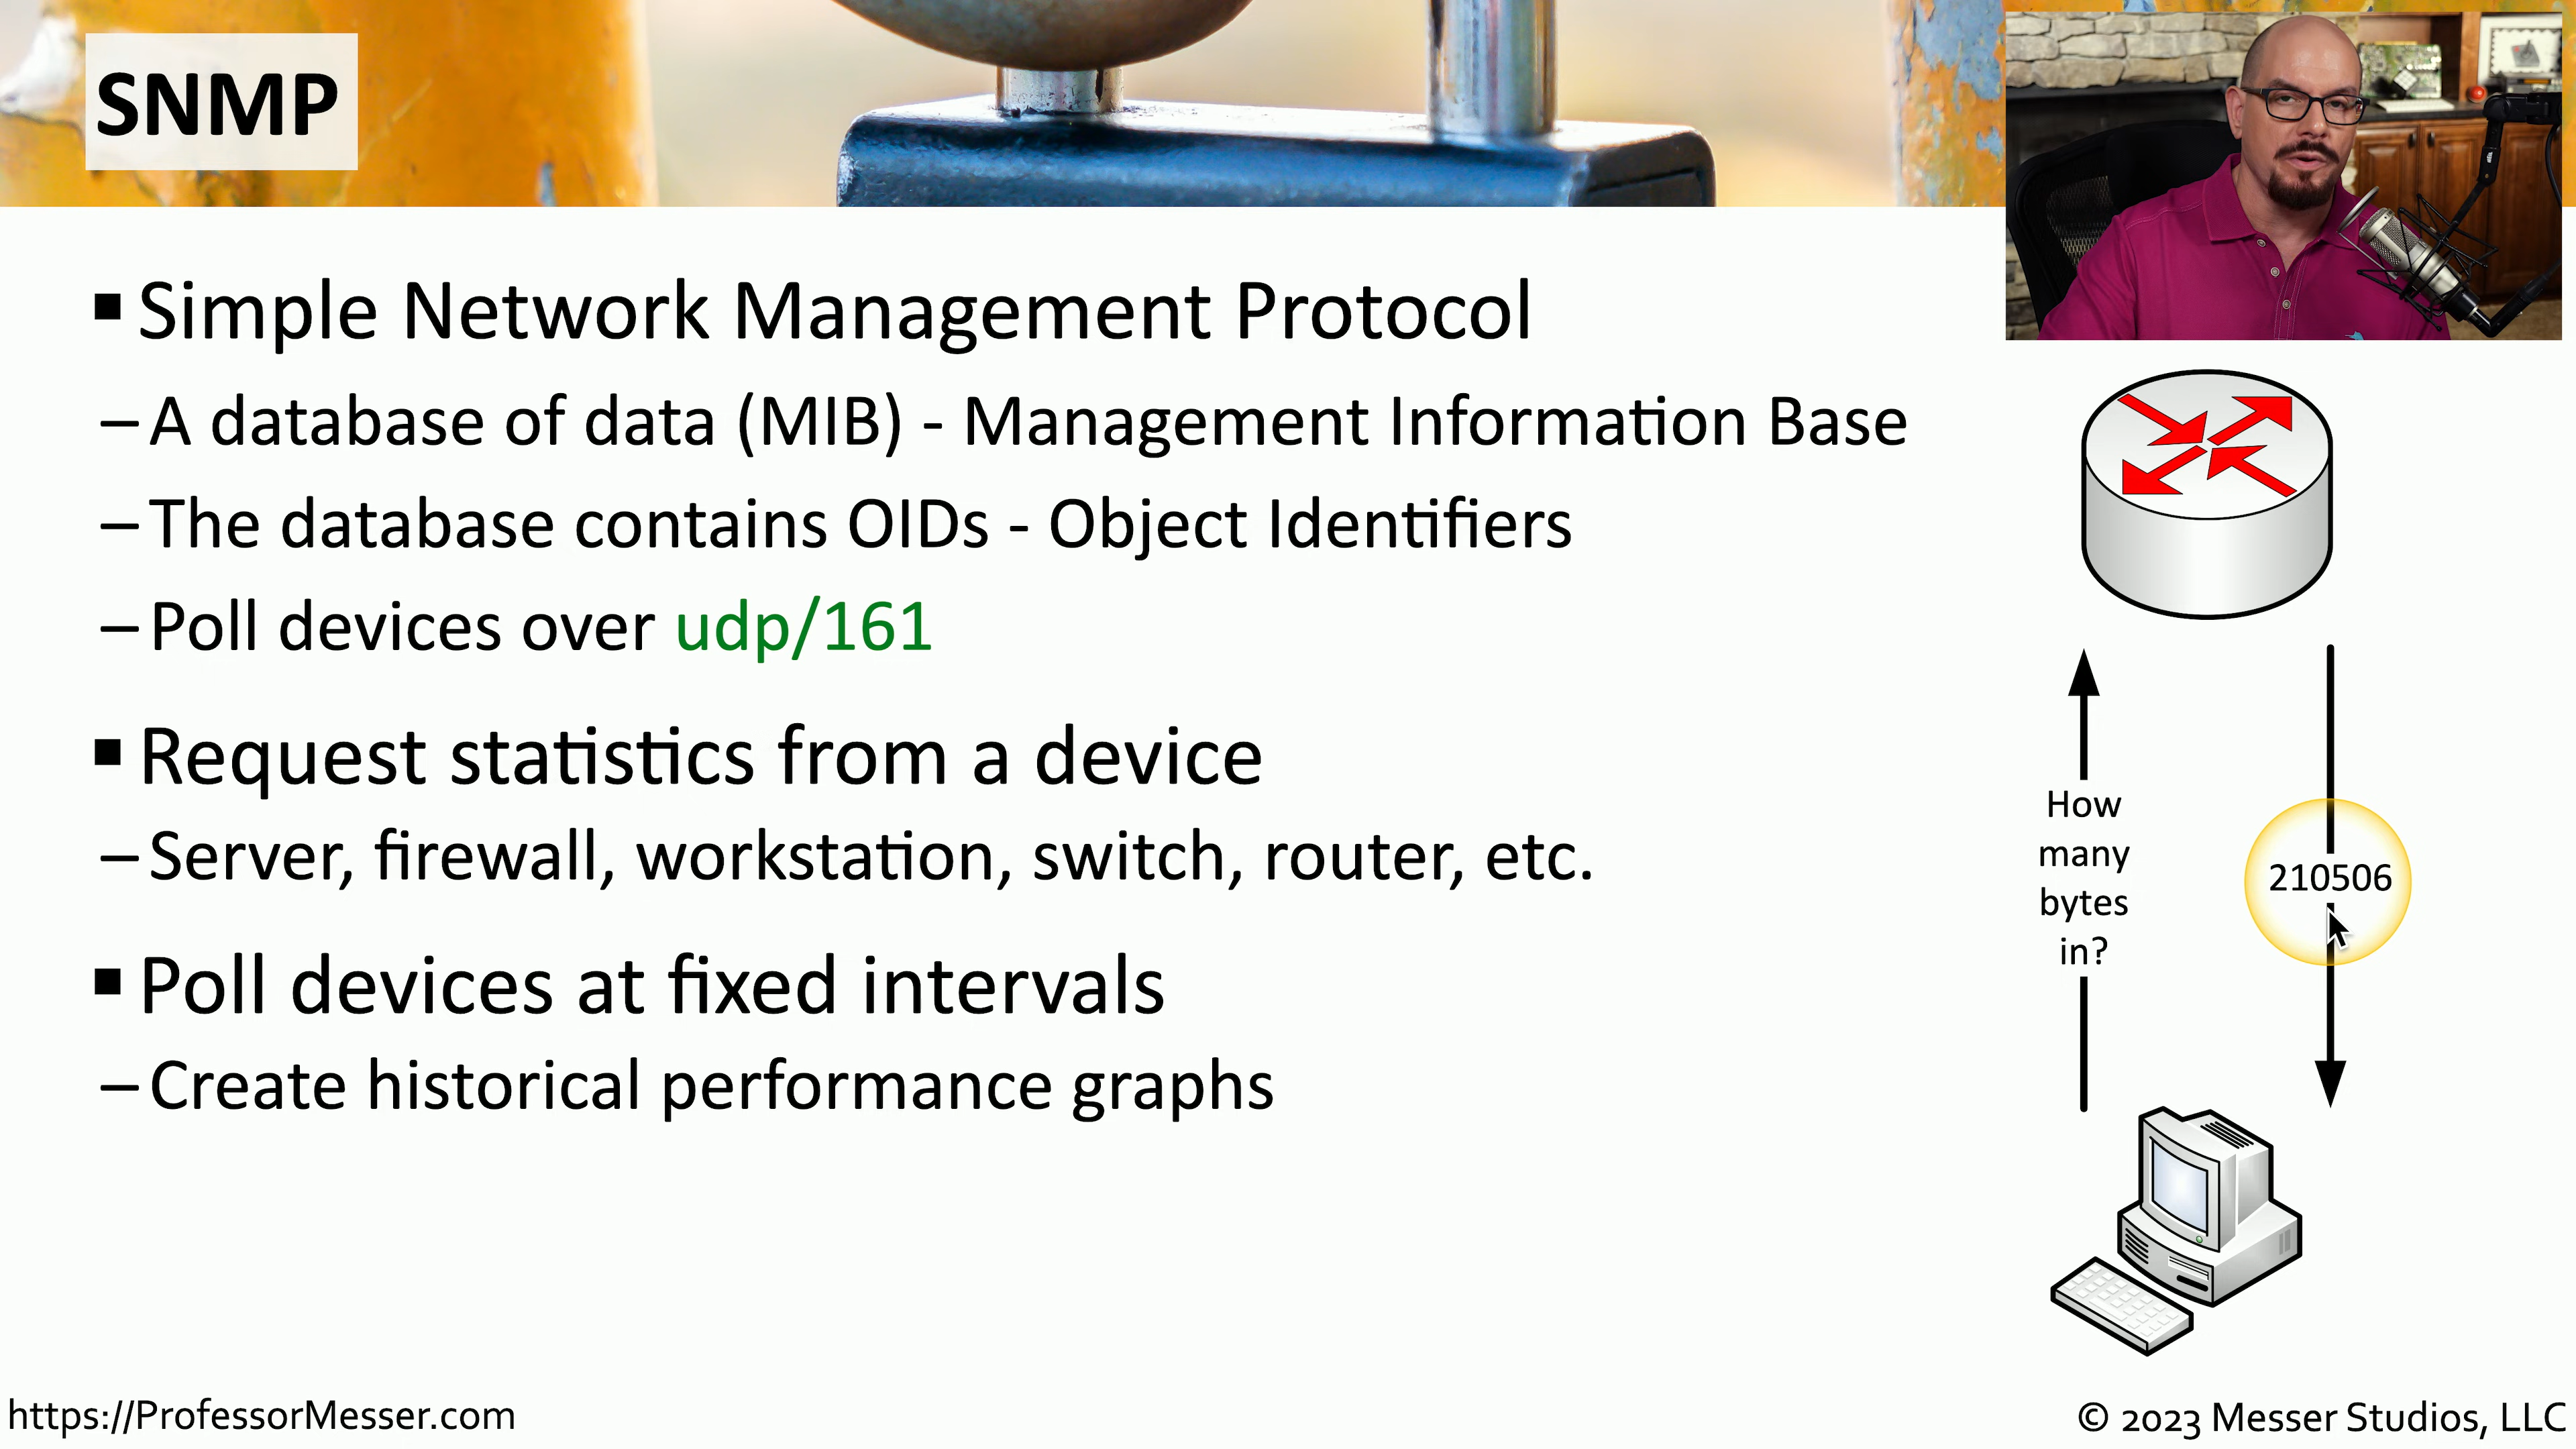 SNMP
▪ Simple Network Management Protocol
– A database of data (MIB) - Management Information Base
– The database contains OIDs - Object Identifiers
– Poll devices over udp/161
▪ Request statistics from a device
– Server, firewall, workstation, switch, router, etc.
▪ Poll devices at fixed intervals
– Create historical performance graphs
How
many
bytes
in?
210506
https://ProfessorMesser.com
© 2023 Messer Studios, LLC